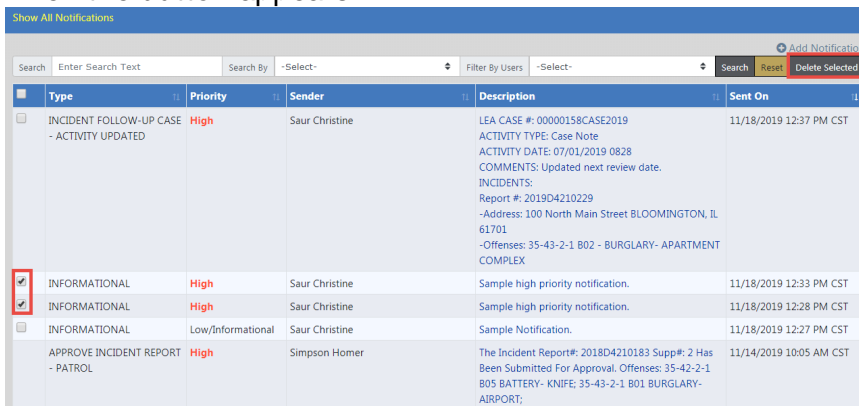 Show All Notifications
Add Notificatio
Search Enter Search Text Search By -Select- Filter By Users -Select- Search Reset Delete Selected
Type Priority Sender Description Sent On
INCIDENT FOLLOW-UP CASE High Saur Christine LEA CASE #: 00000158CASE2019 11/18/2019 12:37 PM CST
- ACTIVITY UPDATED ACTIVITY TYPE: Case Note
ACTIVITY DATE: 07/01/2019 0828
COMMENTS: Updated next review date.
INCIDENTS:
Report #: 2019D4210229
-Address: 100 North Main Street BLOOMINGTON, IL
61701
-Offenses: 35-43-2-1 B02 - BURGLARY- APARTMENT
COMPLEX
INFORMATIONAL High Saur Christine Sample high priority notification. 11/18/2019 12:33 PM CST
INFORMATIONAL High Saur Christine Sample high priority notification. 11/18/2019 12:28 PM CST
INFORMATIONAL Low/Informational Saur Christine Sample Notification. 11/18/2019 12:27 PM CST
APPROVE INCIDENT REPORT High Simpson Homer The Incident Report#: 2018D4210183 Supp#: 2 Has 11/14/2019 10:05 AM CST
- PATROL Been Submitted For Approval. Offenses: 35-42-2-1
B05 BATTERY- KNIFE; 35-43-2-1 B01 BURGLARY-
AIRPORT;